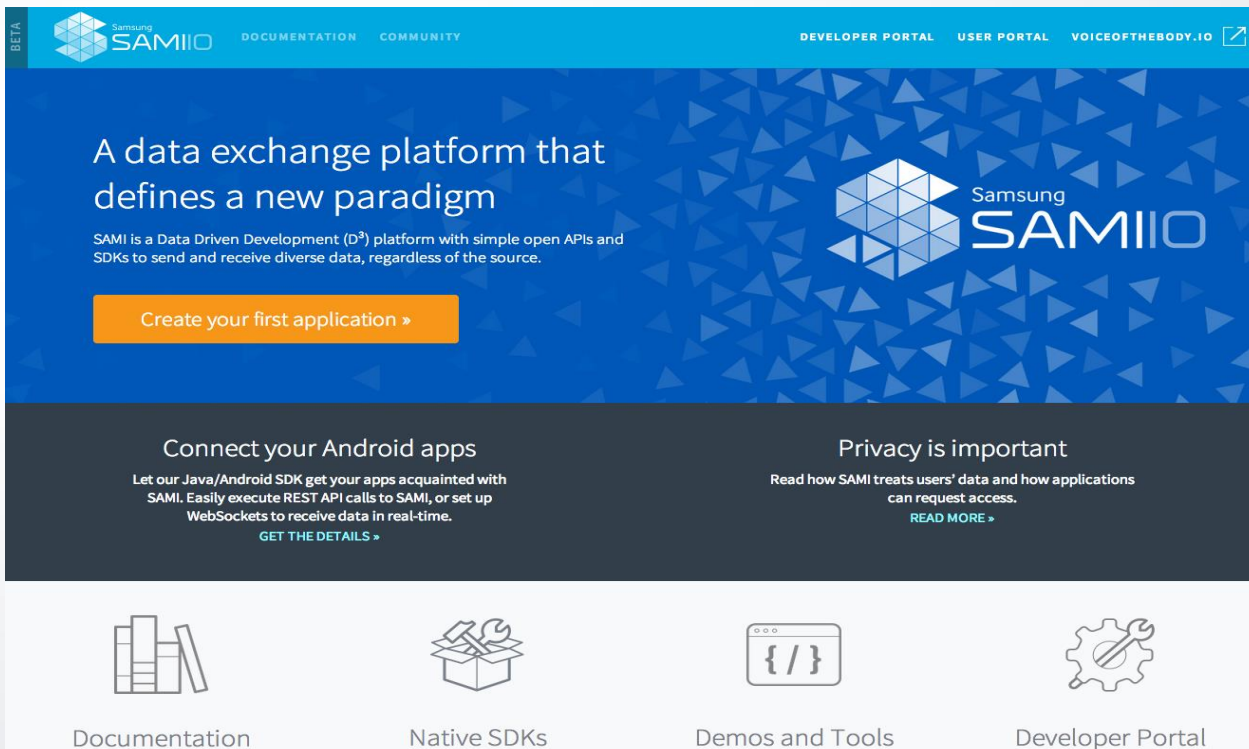 BETA
Samsung
SAMIIO
DOCUMENTATION COMMUNITY
DEVELOPER PORTAL USER PORTAL VOICEOFTHEBODY.IO
A data exchange platform that
defines a new paradigm
SAMI is a Data Driven Development (D³) platform with simple open APIs and
SDKs to send and receive diverse data, regardless of the source.
Create your first application »
Samsung
SAMIIO
Connect your Android apps
Let our Java/Android SDK get your apps acquainted with
SAMI. Easily execute REST API calls to SAMI, or set up
WebSockets to receive data in real-time.
GET THE DETAILS »
Privacy is important
Read how SAMI treats users’ data and how applications
can request access.
READ MORE »
{/}
Documentation
Native SDKs
Demos and Tools
Developer Portal